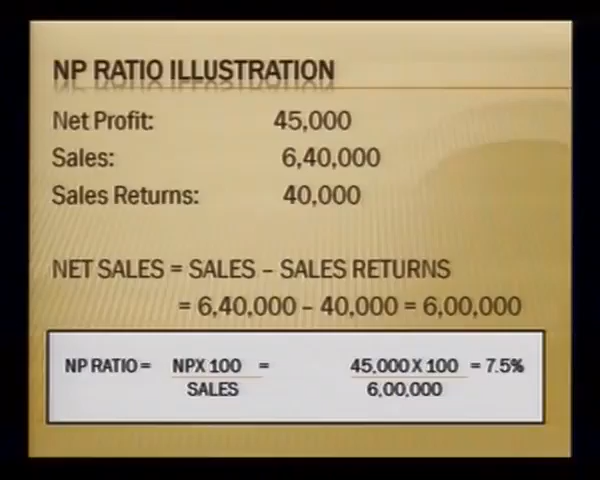 NP RATIO ILLUSTRATION
Net Profit: 45,000
Sales: 6,40,000
Sales Returns: 40,000
NET SALES = SALES – SALES RETURNS
= 6,40,000 – 40,000 = 6,00,000
NP RATIO = NPX 100 = 45,000 X 100 = 7.5%
SALES 6,00,000